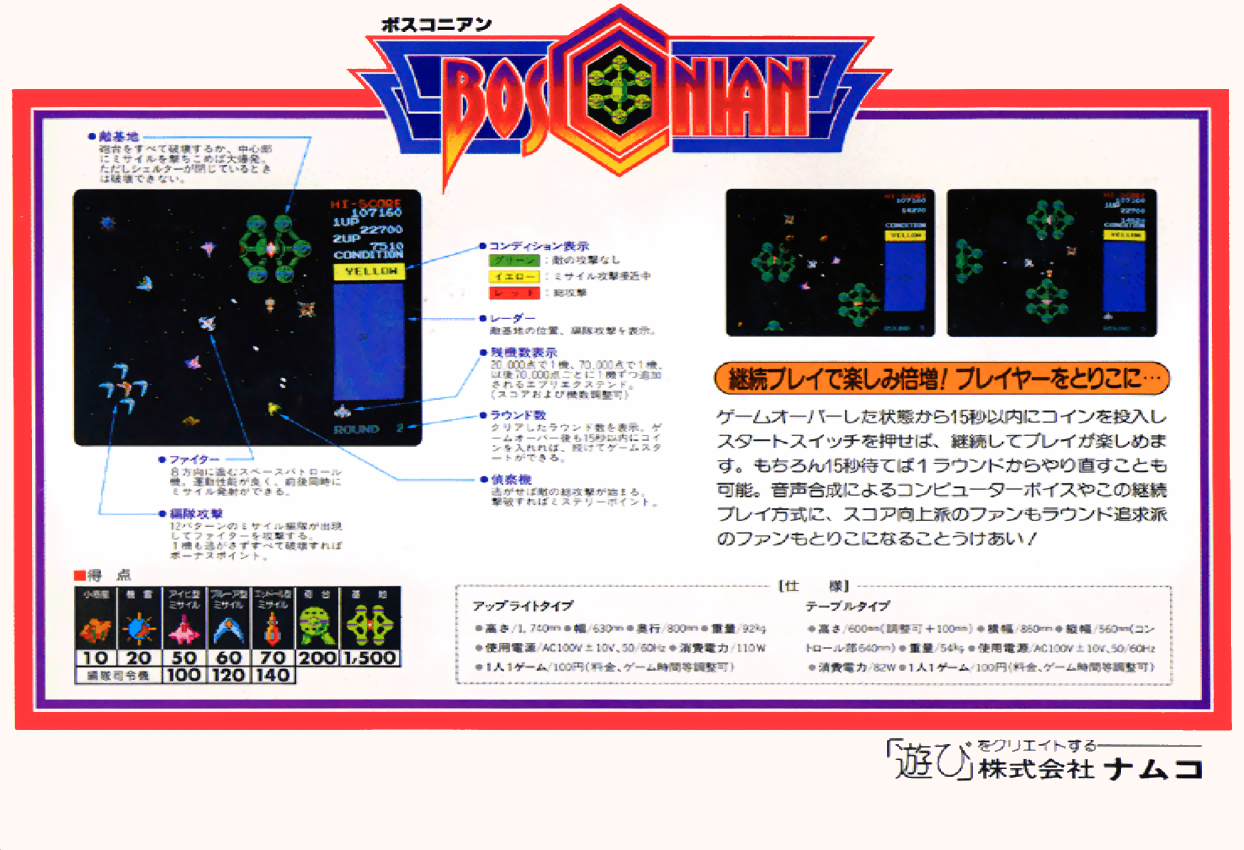 ボスコニアン
BOSCONIAN
●敵基地
砲台をすべて破壊するか、中心部
にミサイルを撃ちこめば大爆発。
ただしシェルターが閉じているとき
は破壊できない。
HI-SCORE
107160
1UP
22700
2UP
7510
CONDITION
YELLOW
ROUND 2
●コンディション表示
グリーン：敵の攻撃なし
イエロー：ミサイル攻撃接近中
レッド：総攻撃
●レーダー
敵基地の位置、編隊攻撃を表示。
●残機数表示
20,000点で1機、70,000点で1機、
以後70,000点ごとに1機ずつ追加
されるエブリエクステンド。
(スコアおよび機数調整可)
●ラウンド数
クリアしたラウンド数を表示。ゲ
ームオーバー後も15秒以内にコイ
ンを入れれば、続けてゲームスタ
ートができる。
●偵察機
逃がせば敵の総攻撃が始まる。
撃破すればミステリーポイント。
●ファイター
8方向に進むスペースパトロール
機。運動性能が良く、前後同時に
ミサイル発射ができる。
●編隊攻撃
12パターンのミサイル編隊が出現
してファイターを攻撃する。
1機も逃がさずすべて破壊すれば
ボーナスポイント。
HI-SCORE
107160
14270
CONDITION
YELLOW
ROUND
HI-SCORE
107160
1UP
22700
CONDITION
YELLOW
ROUND
継続プレイで楽しみ倍増！プレイヤーをとりこに…
ゲームオーバーした状態から15秒以内にコインを投入し
スタートスイッチを押せば、継続してプレイが楽しめま
す。もちろん15秒待てば1ラウンドからやり直すことも
可能。音声合成によるコンピューターボイスやこの継続
プレイ方式に、スコア向上派のファンもラウンド追求派
のファンもとりこになることうけあい！
■得 点
小惑星 機雷 アイヒ型ミサイル ブルーア型ミサイル エッドール型ミサイル 砲台 基地
10 20 50 60 70 200 1,500
編隊司令機 100 120 140
[仕 様]
アップライトタイプ
●高さ/1,740mm●幅/630mm●奥行/800mm●重量/92kg
●使用電源/AC100V±10V、50/60Hz●消費電力/110W
●1人1ゲーム/100円(料金、ゲーム時間等調整可)
テーブルタイプ
●高さ/600mm(調整可＋100mm)●横幅/860mm●縦幅/560mm(コン
トロール部640mm)●重量/54kg●使用電源/AC100V±10V、50/60Hz
●消費電力/82W●1人1ゲーム/100円(料金、ゲーム時間等調整可)
「遊び」をクリエイトする
株式会社ナムコ